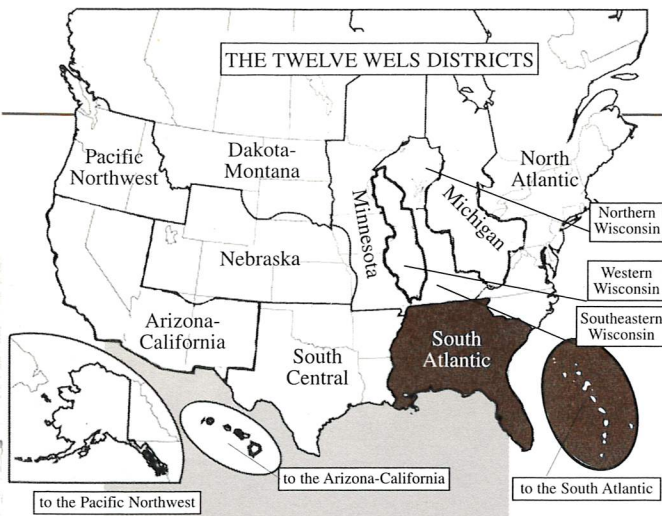 THE TWELVE WELS DISTRICTS
Pacific
Northwest
Dakota-
Montana
North
Atlantic
Minnesota
Michigan
Northern
Wisconsin
Nebraska
Western
Wisconsin
Southeastern
Wisconsin
Arizona-
California
South
Central
South
Atlantic
to the Pacific Northwest
to the Arizona-California
to the South Atlantic